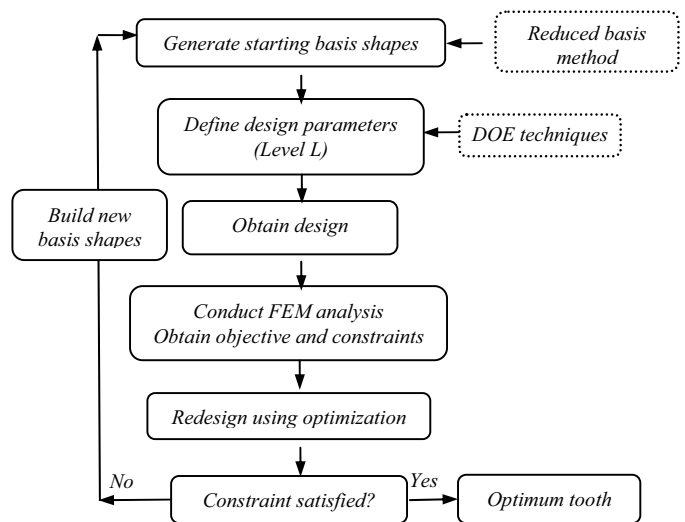 Generate starting basis shapes
Reduced basis
method
Define design parameters
(Level L)
DOE techniques
Build new
basis shapes
Obtain design
Conduct FEM analysis
Obtain objective and constraints
Redesign using optimization
No
Constraint satisfied?
Yes
Optimum tooth